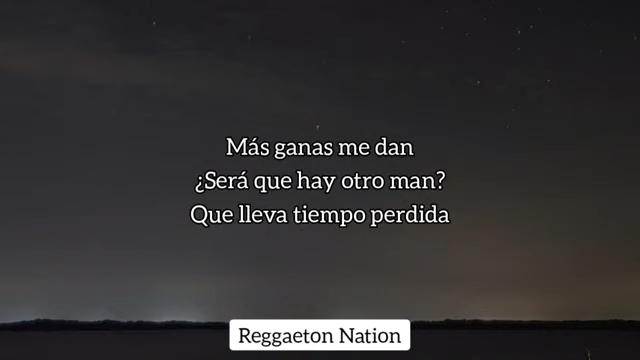 Más ganas me dan
¿Será que hay otro man?
Que lleva tiempo perdida
Reggaeton Nation